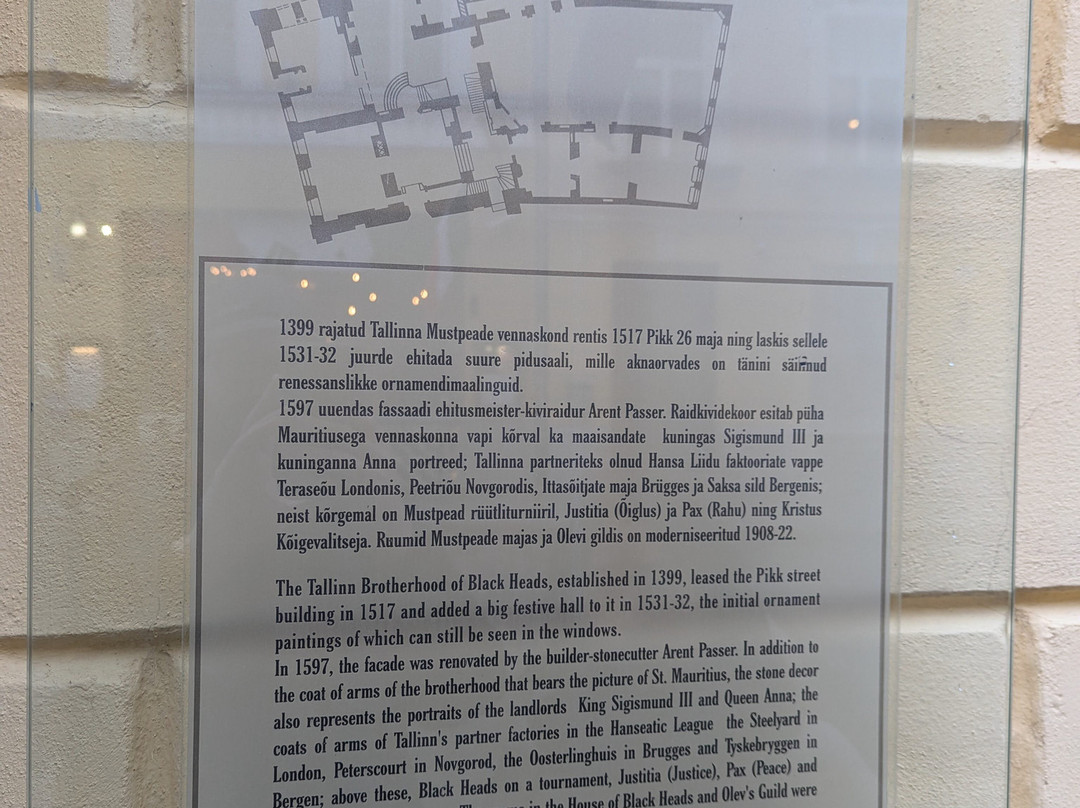 1399 rajatud Tallinna Mustpeade vennaskond rentis 1517 Pikk 26 maja ning laskis sellele
1531-32 juurde ehitada suure pidusaali, mille aknaorvades on tänini säilinud
renessanslikke ornamendimaalinguid.
1597 uuendas fassaadi ehitusmeister-kiviraidur Arent Passer. Raidkividekoor esitab püha
Mauritiusega vennaskonna vapi kõrval ka maaisandate kuningas Sigismund III ja
kuninganna Anna portreed; Tallinna partneriteks olnud Hansa Liidu faktooriate vappe
Teraseõu Londonis, Peetriõu Novgorodis, Ittasõitjate maja Brügges ja Saksa sild Bergenis;
neist kõrgemal on Mustpead rüütliturniiril, Justitia (Õiglus) ja Pax (Rahu) ning Kristus
Kõigevalitseja. Ruumid Mustpeade majas ja Olevi gildis on moderniseeritud 1908-22.
The Tallinn Brotherhood of Black Heads, established in 1399, leased the Pikk street
building in 1517 and added a big festive hall to it in 1531-32, the initial ornament
paintings of which can still be seen in the windows.
In 1597, the facade was renovated by the builder-stonecutter Arent Passer. In addition to
the coat of arms of the brotherhood that bears the picture of St. Mauritius, the stone decor
also represents the portraits of the landlords King Sigismund III and Queen Anna; the
coats of arms of Tallinn's partner factories in the Hanseatic League the Steelyard in
London, Peterscourt in Novgorod, the Oosterlinghuis in Brugges and Tyskebryggen in
Bergen; above these, Black Heads on a tournament, Justitia (Justice), Pax (Peace) and
in the House of Black Heads and Olev's Guild were